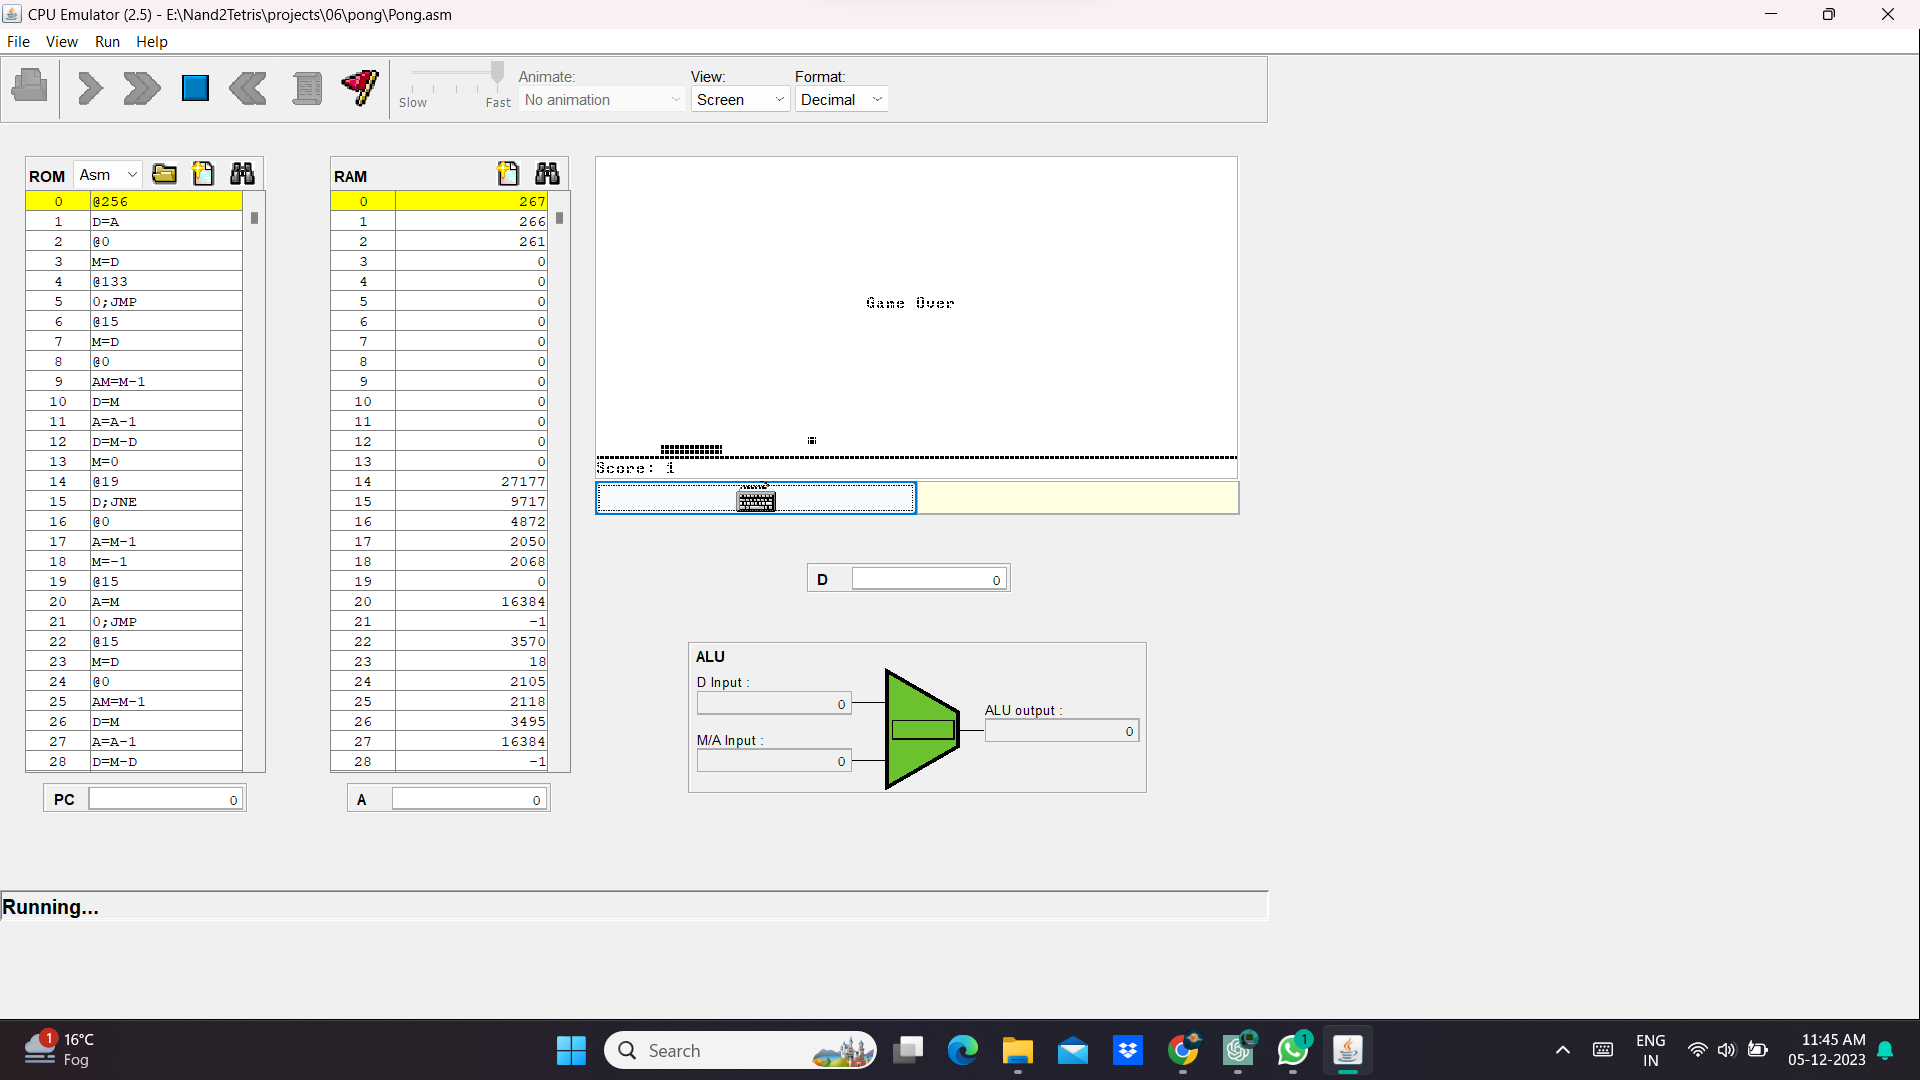 CPU Emulator (2.5) - E:\Nand2Tetris\projects\06\pong\Pong.asm
File View Run Help
Slow Fast
Animate:
No animation
View:
Screen
Format:
Decimal
ROM Asm
0 @256
1 D=A
2 @0
3 M=D
4 @133
5 0;JMP
6 @15
7 M=D
8 @0
9 AM=M-1
10 D=M
11 A=A-1
12 D=M-D
13 M=0
14 @19
15 D;JNE
16 @0
17 A=M-1
18 M=-1
19 @15
20 A=M
21 0;JMP
22 @15
23 M=D
24 @0
25 AM=M-1
26 D=M
27 A=A-1
28 D=M-D
PC 0
RAM
0 267
1 266
2 261
3 0
4 0
5 0
6 0
7 0
8 0
9 0
10 0
11 0
12 0
13 0
14 27177
15 9717
16 4872
17 2050
18 2068
19 0
20 16384
21 -1
22 3570
23 18
24 2105
25 2118
26 3495
27 16384
28 -1
A 0
Game Over
Score: 1
D 0
ALU
D Input :
0
M/A Input :
0
ALU output :
0
Running...
1
16°C
Fog
Search
1
ENG
IN
11:45 AM
05-12-2023